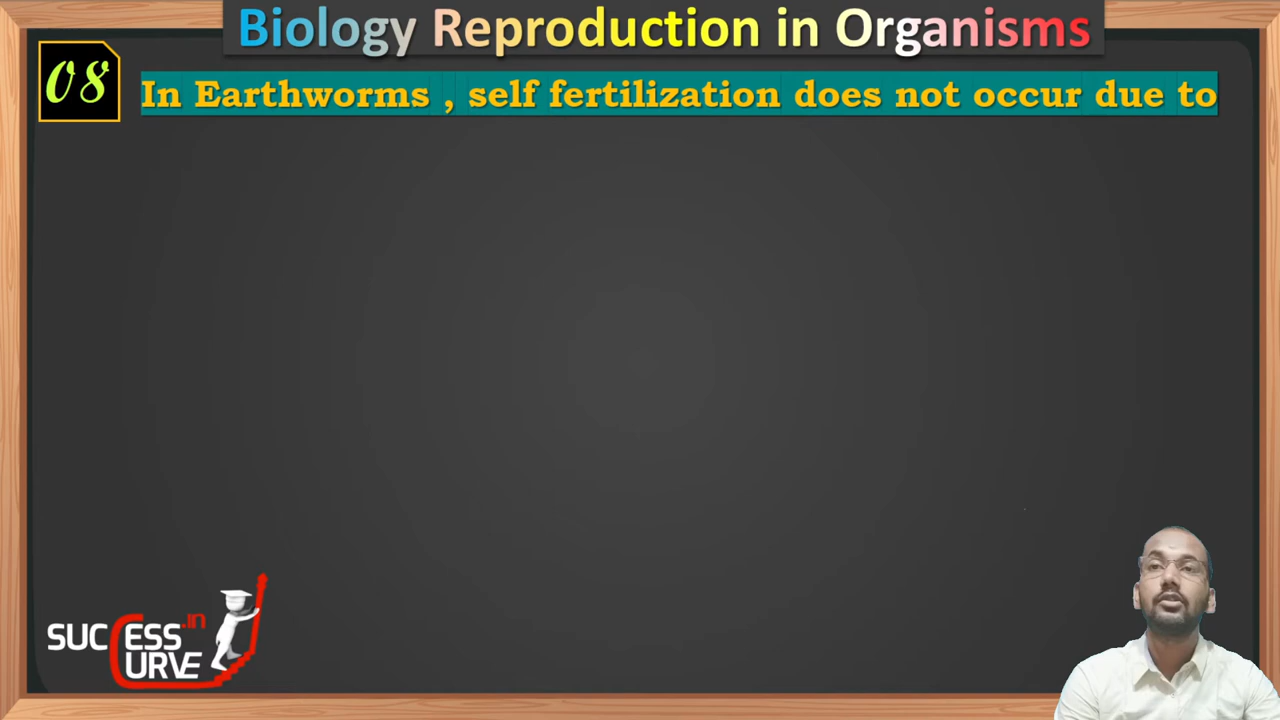 Biology Reproduction in Organisms
08
In Earthworms , self fertilization does not occur due to
SUCCESS.IN
CURVE